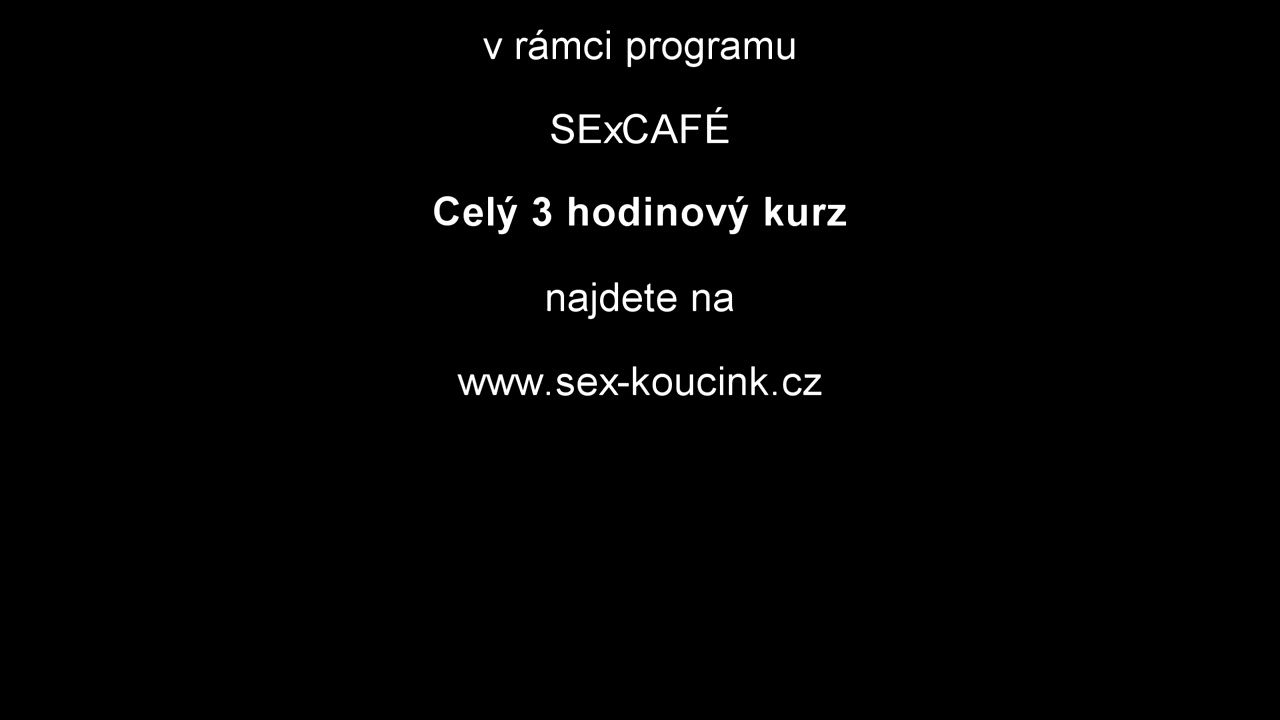 v rámci programu
SExCAFÉ
Celý 3 hodinový kurz
najdete na
www.sex-koucink.cz